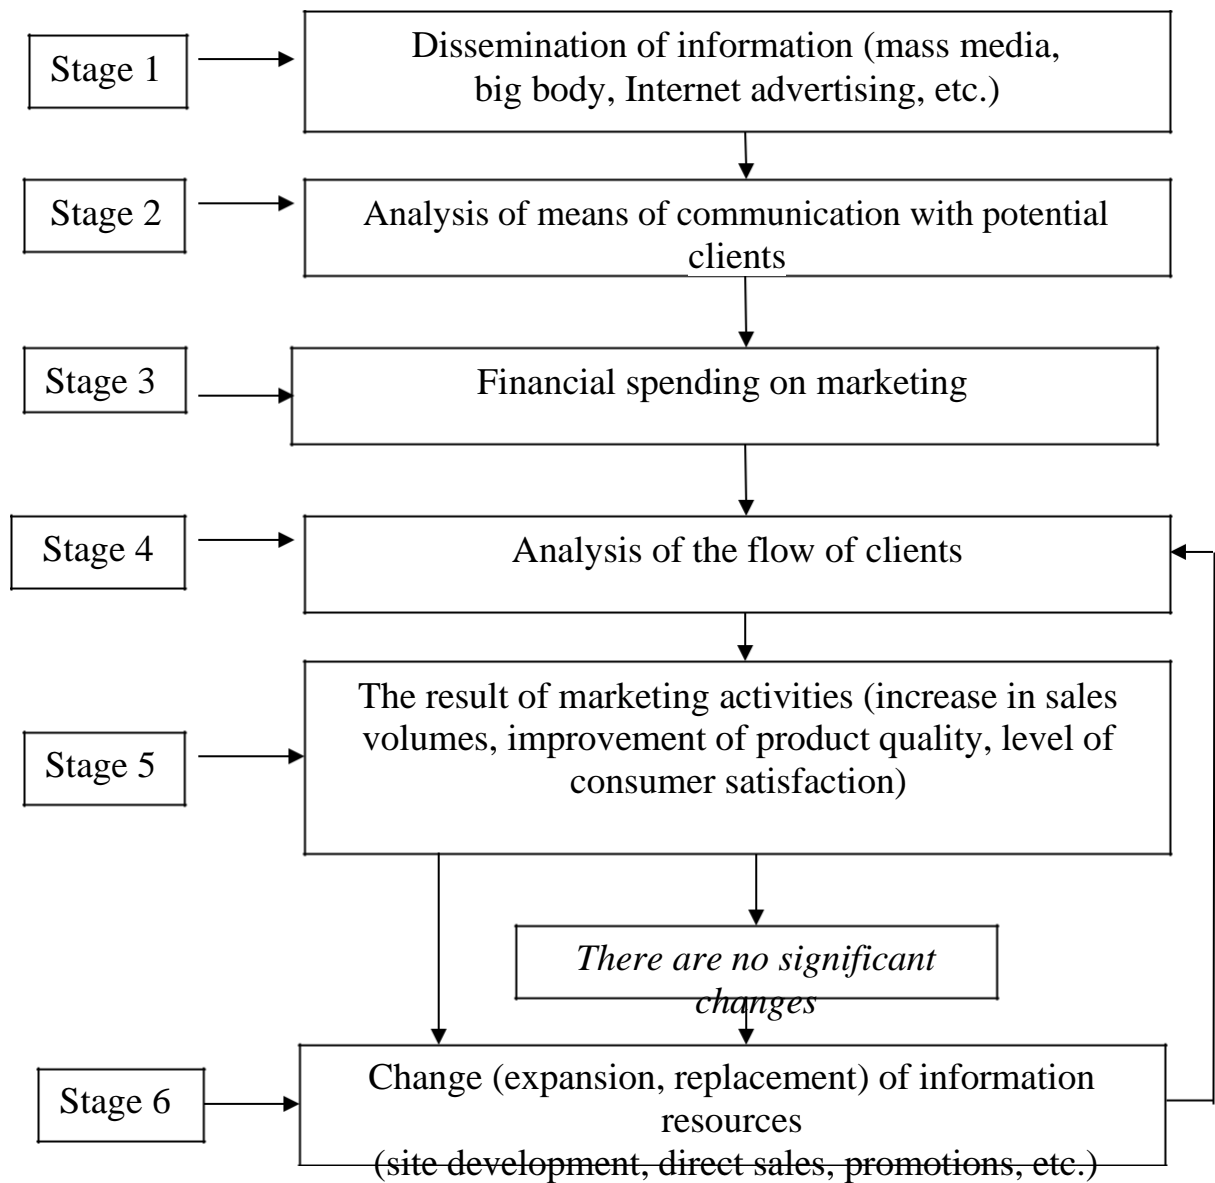 Stage 1
Dissemination of information (mass media,
big body, Internet advertising, etc.)
Stage 2
Analysis of means of communication with potential
clients
Stage 3
Financial spending on marketing
Stage 4
Analysis of the flow of clients
Stage 5
The result of marketing activities (increase in sales
volumes, improvement of product quality, level of
consumer satisfaction)
There are no significant
changes
Stage 6
Change (expansion, replacement) of information
resources
(site development, direct sales, promotions, etc.)